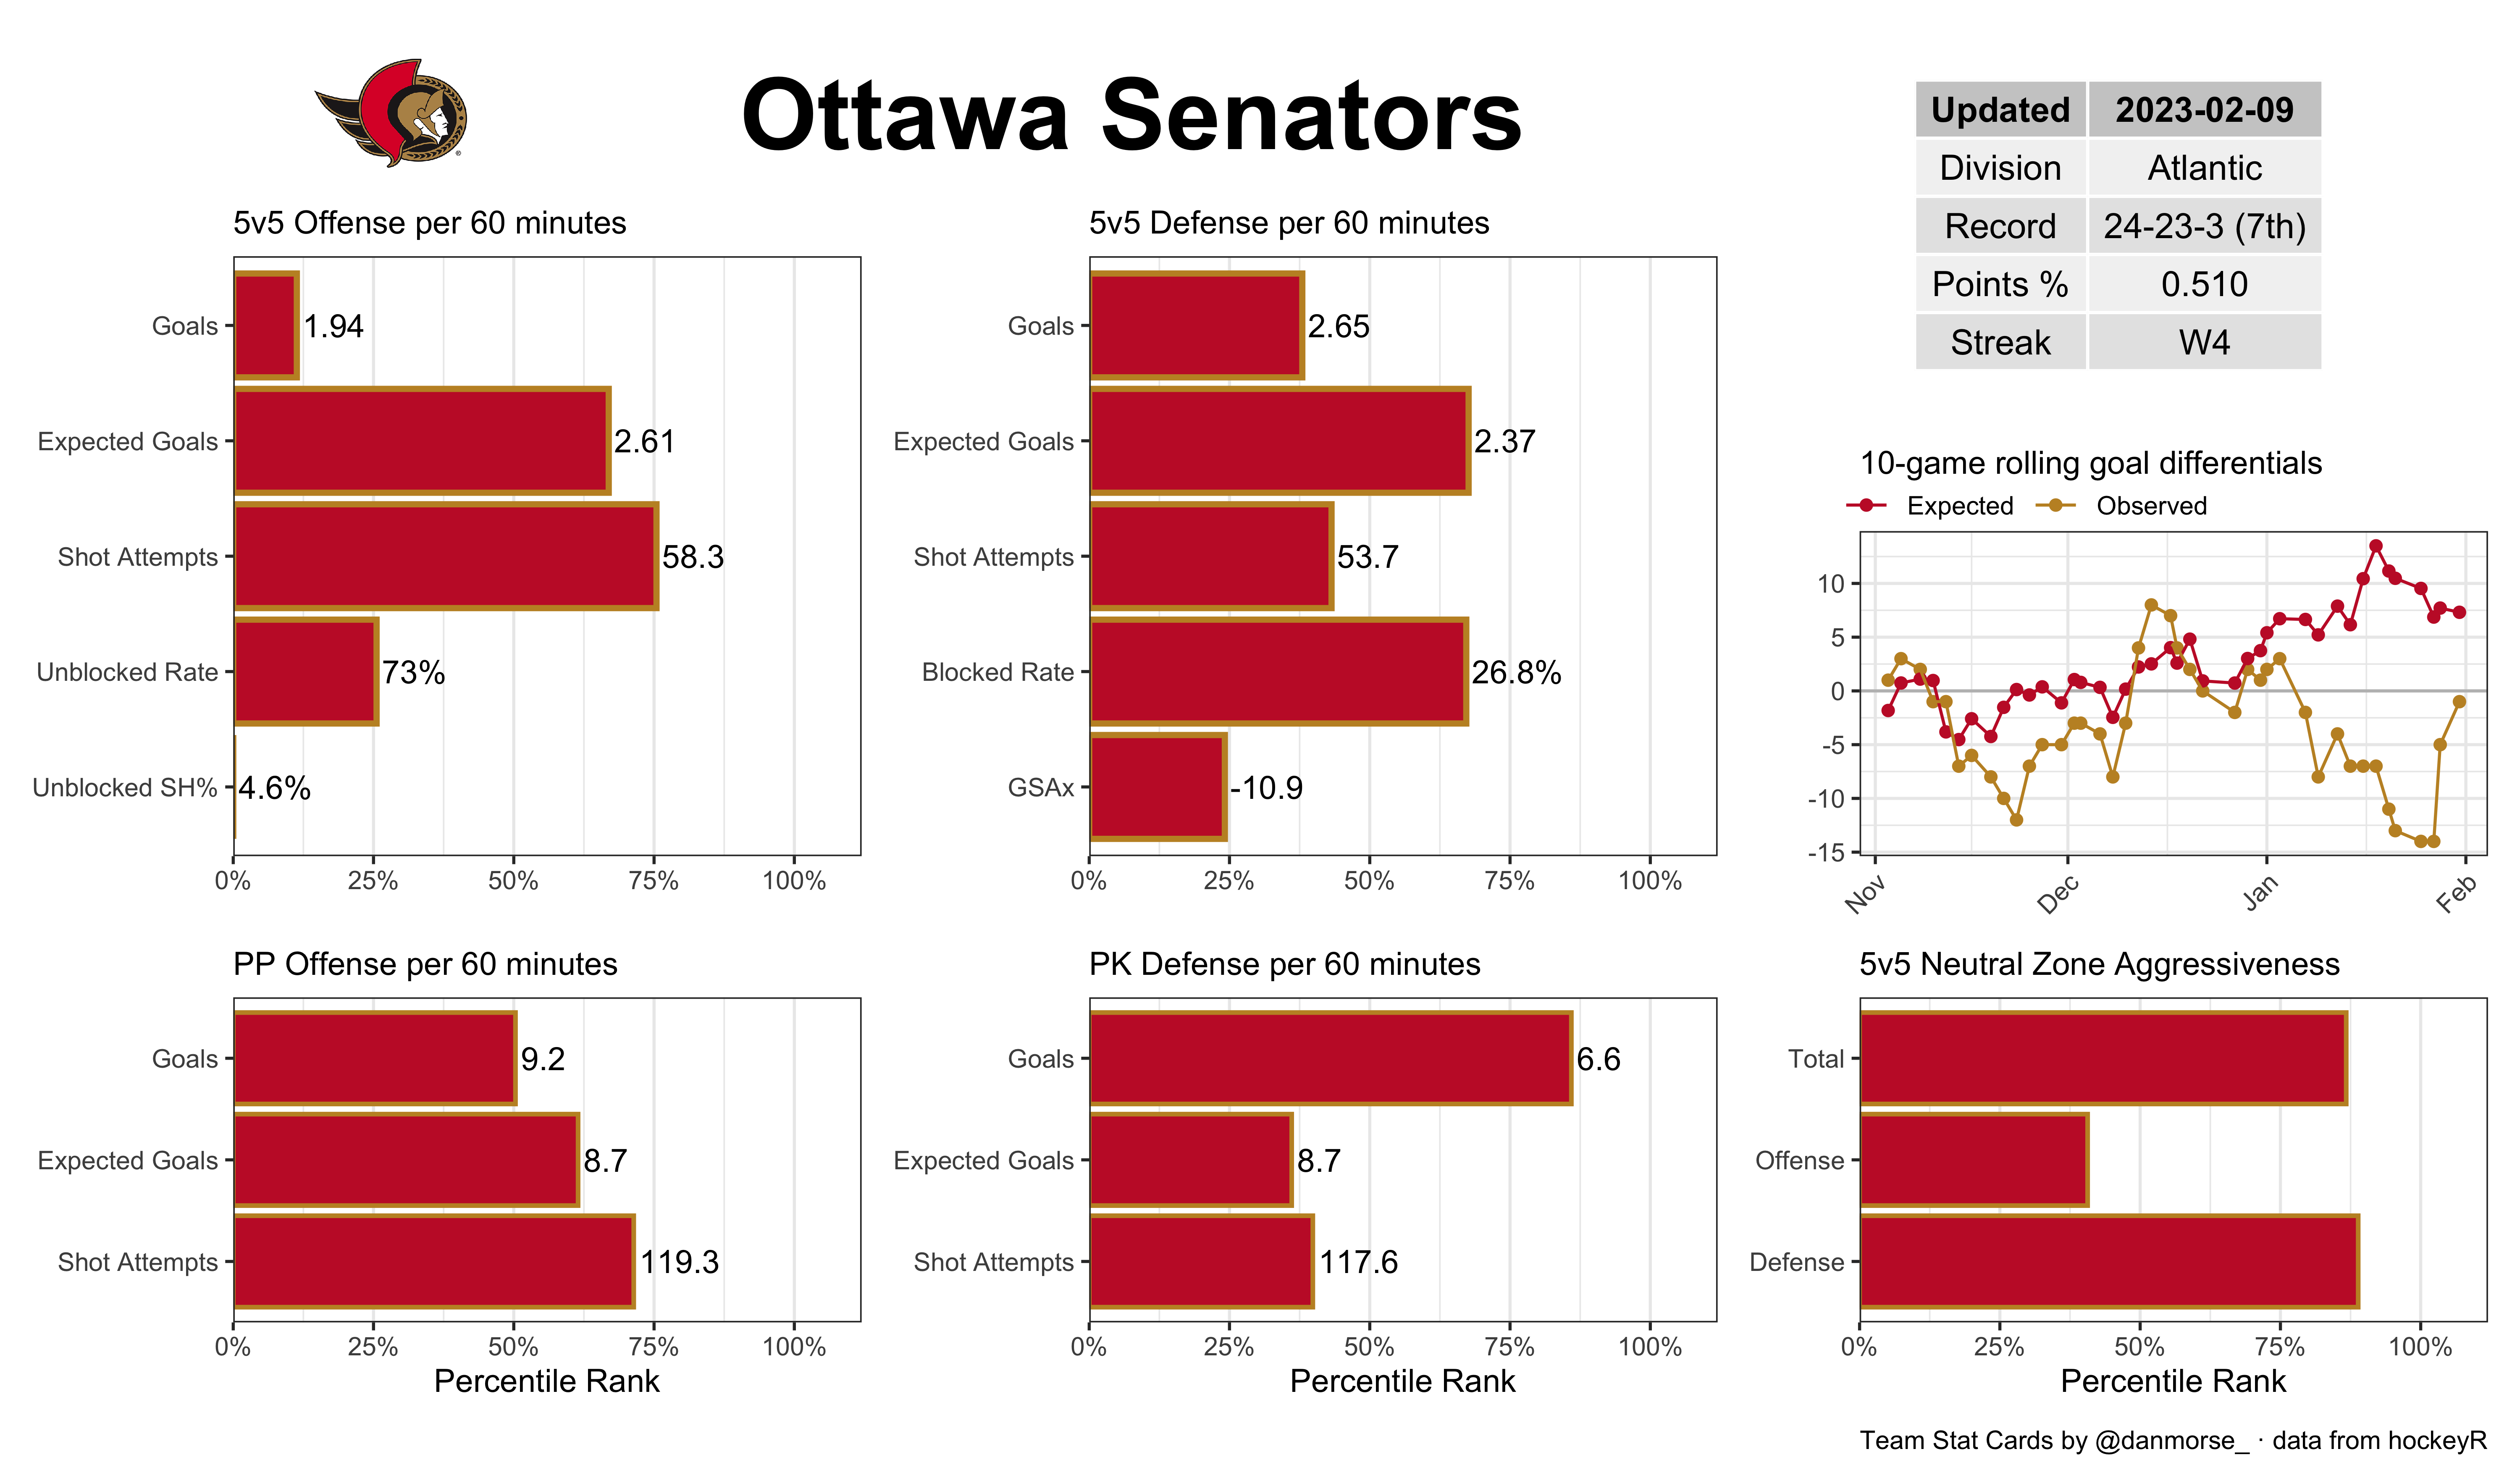 Ottawa Senators
Updated 2023-02-09
Division Atlantic
Record 24-23-3 (7th)
Points % 0.510
Streak W4
5v5 Offense per 60 minutes
Goals 1.94
Expected Goals 2.61
Shot Attempts 58.3
Unblocked Rate 73%
Unblocked SH% 4.6%
0% 25% 50% 75% 100%
5v5 Defense per 60 minutes
Goals 2.65
Expected Goals 2.37
Shot Attempts 53.7
Blocked Rate 26.8%
GSAx -10.9
0% 25% 50% 75% 100%
10-game rolling goal differentials
Expected Observed
10
5
0
-5
-10
-15
Nov Dec Jan Feb
PP Offense per 60 minutes
Goals 9.2
Expected Goals 8.7
Shot Attempts 119.3
0% 25% 50% 75% 100%
Percentile Rank
PK Defense per 60 minutes
Goals 6.6
Expected Goals 8.7
Shot Attempts 117.6
0% 25% 50% 75% 100%
Percentile Rank
5v5 Neutral Zone Aggressiveness
Total
Offense
Defense
0% 25% 50% 75% 100%
Percentile Rank
Team Stat Cards by @danmorse_ · data from hockeyR